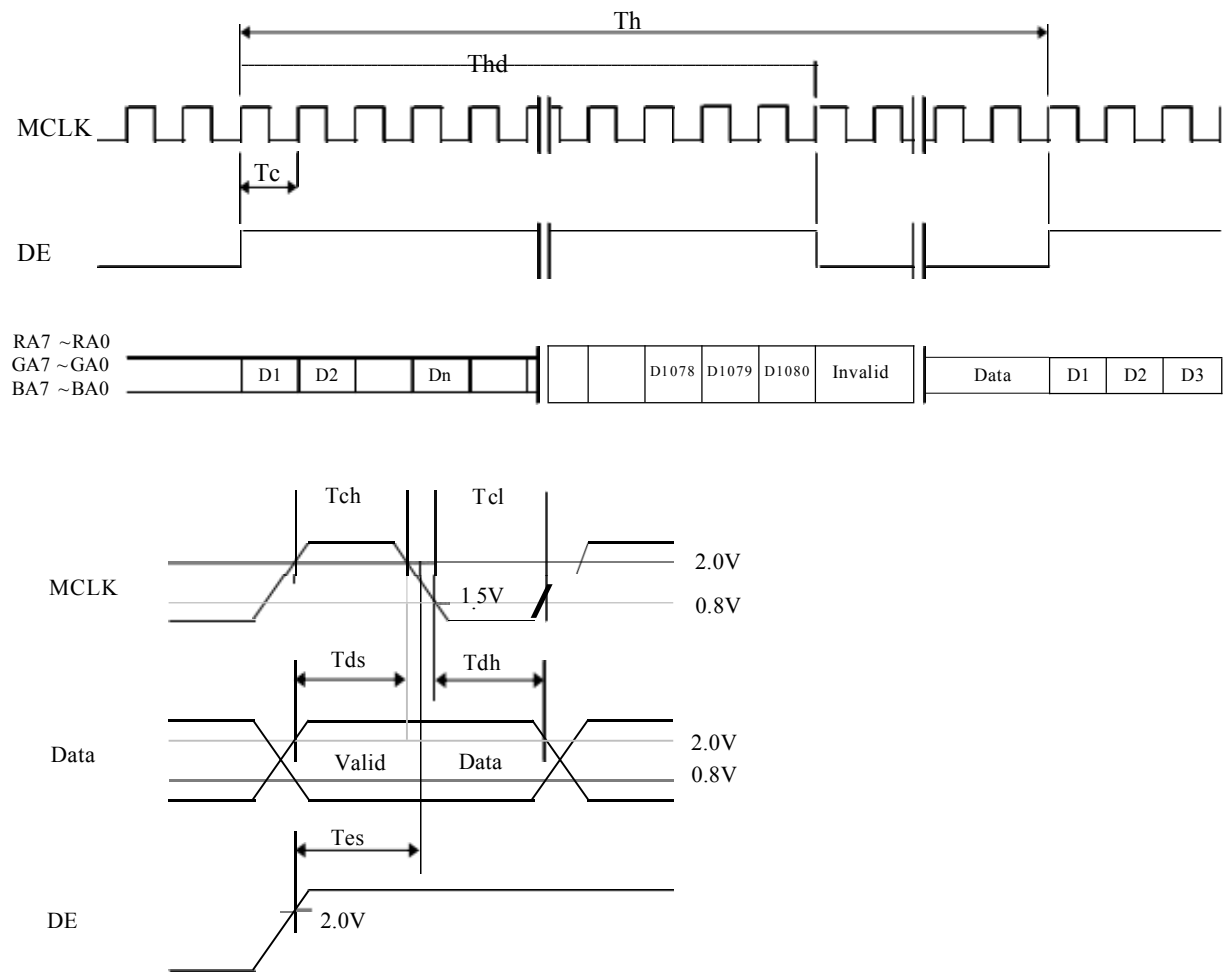 Th
Thd
MCLK
Tc
DE
RA7 ~RA0
GA7 ~GA0
BA7 ~BA0
D1 D2 Dn D1078 D1079 D1080 Invalid Data D1 D2 D3
Tch Tcl
2.0V
MCLK
1.5V
0.8V
Tds Tdh
2.0V
Data
Valid Data
0.8V
Tes
DE
2.0V